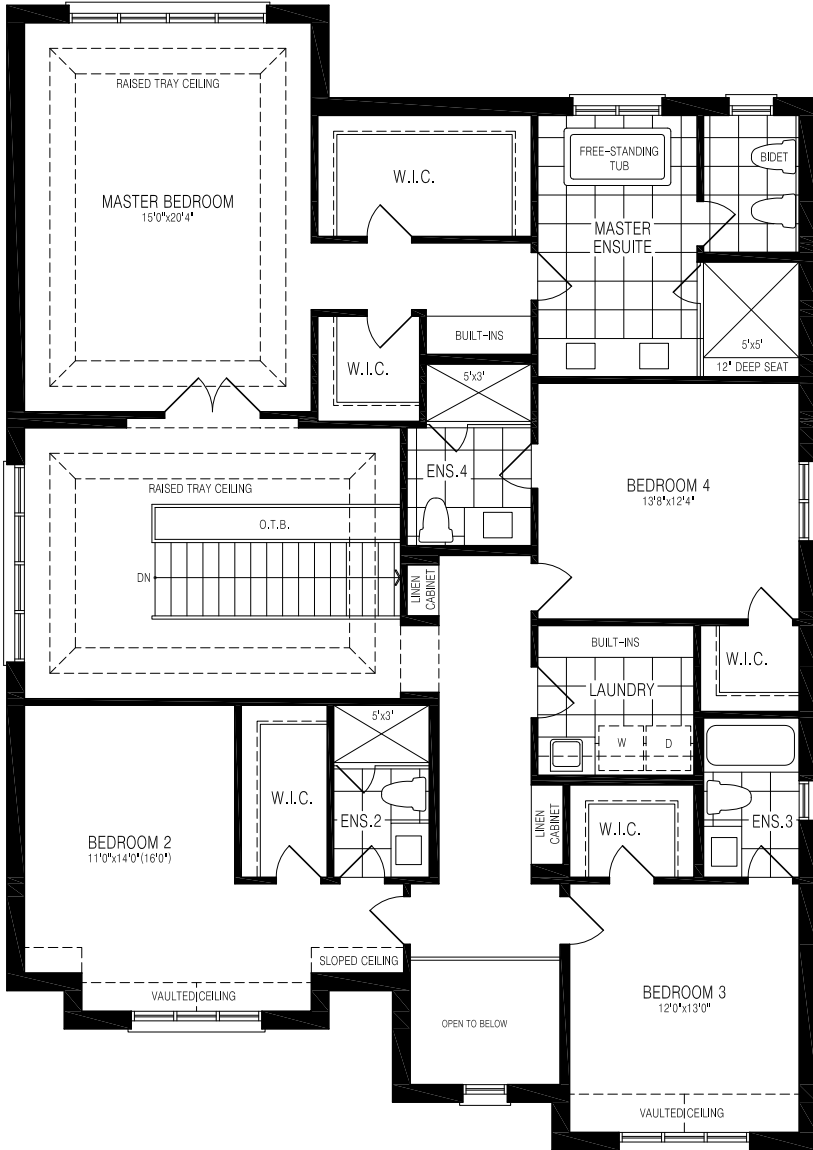 RAISED TRAY CEILING
MASTER BEDROOM
15'0"x20'4"
W.I.C.
FREE-STANDING
TUB
BIDET
MASTER
ENSUITE
BUILT-INS
W.I.C.
5'x5'
12" DEEP SEAT
5'x3'
ENS.4
BEDROOM 4
13'8"x12'4"
RAISED TRAY CEILING
O.T.B.
DN
LINEN
CABINET
BUILT-INS
W.I.C.
LAUNDRY
W
D
5'x3'
W.I.C.
ENS.2
BEDROOM 2
11'0"x14'0"(16'0")
LINEN
CABINET
W.I.C.
ENS.3
SLOPED CEILING
VAULTED CEILING
OPEN TO BELOW
BEDROOM 3
12'0"x13'0"
VAULTED CEILING